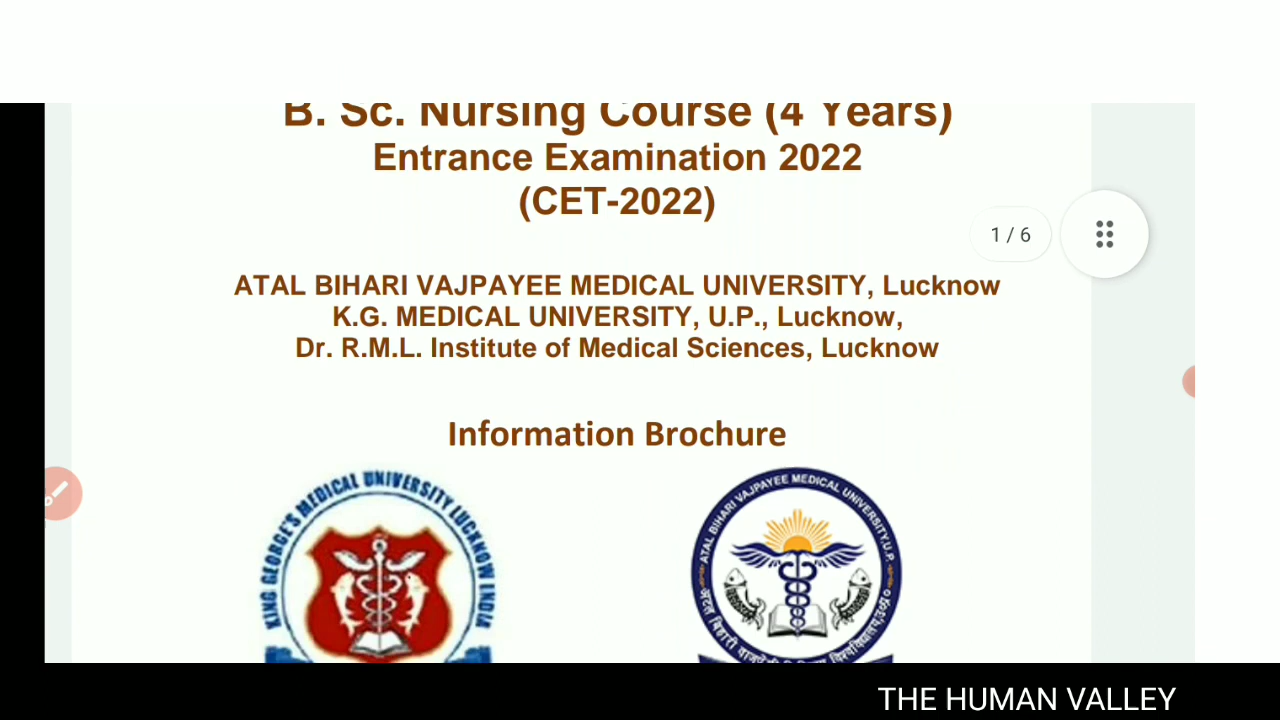 B. Sc. Nursing Course (4 Years)
Entrance Examination 2022
(CET-2022)
1 / 6
ATAL BIHARI VAJPAYEE MEDICAL UNIVERSITY, Lucknow
K.G. MEDICAL UNIVERSITY, U.P., Lucknow,
Dr. R.M.L. Institute of Medical Sciences, Lucknow
Information Brochure
KING GEORGE'S MEDICAL UNIVERSITY LUCKNOW INDIA
ATAL BIHARI VAJPAYEE MEDICAL UNIVERSITY,U.P.
THE HUMAN VALLEY